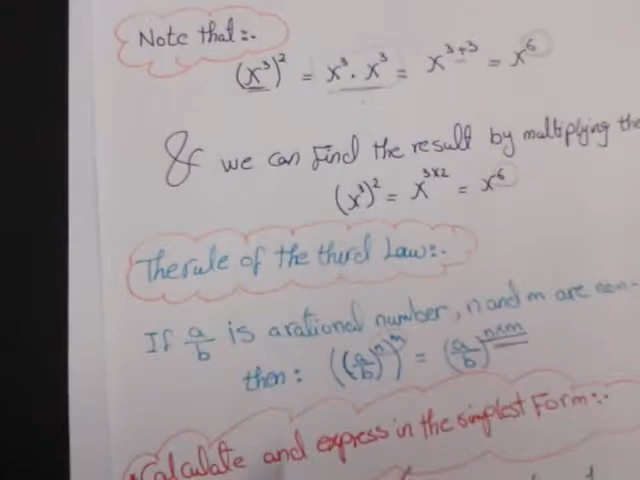 Note that:-
(x³)² = x³ . x³ = x³⁺³ = x⁶
& we can find the result by multiplying the
(x³)² = x³ˣ² = x⁶
The rule of the third Law:-
If a/b is a rational number, n and m are non-
then: ((a/b)ⁿ)ᵐ = (a/b)ⁿˣᵐ
Calculate and express in the simplest Form:-